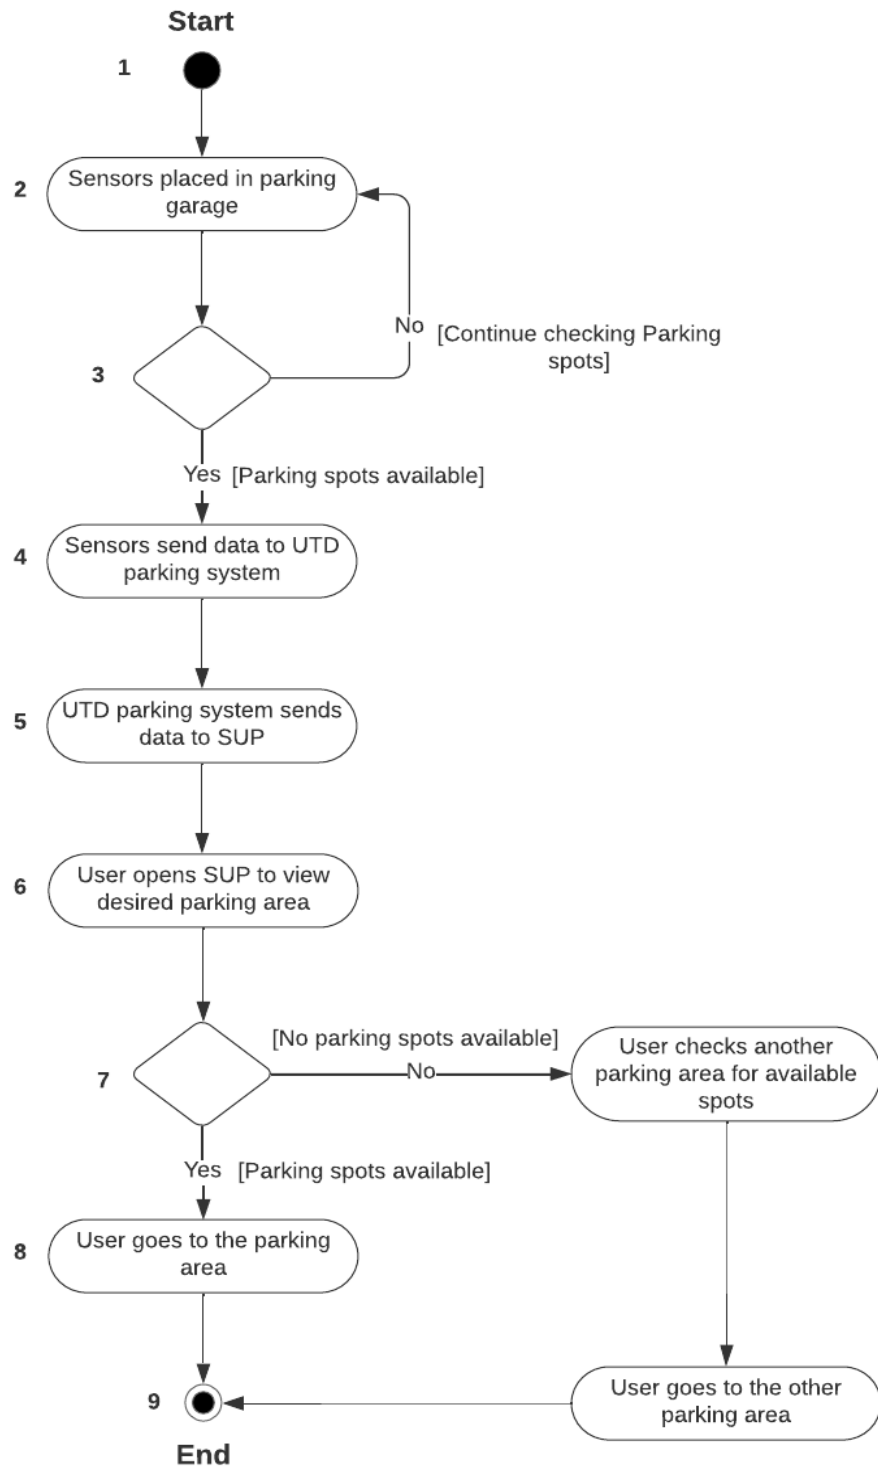 Start
1
2
Sensors placed in parking
garage
No
[Continue checking Parking
spots]
3
Yes [Parking spots available]
4
Sensors send data to UTD
parking system
5
UTD parking system sends
data to SUP
6
User opens SUP to view
desired parking area
7
[No parking spots available]
No
User checks another
parking area for available
spots
Yes [Parking spots available]
8
User goes to the parking
area
User goes to the other
parking area
9
End